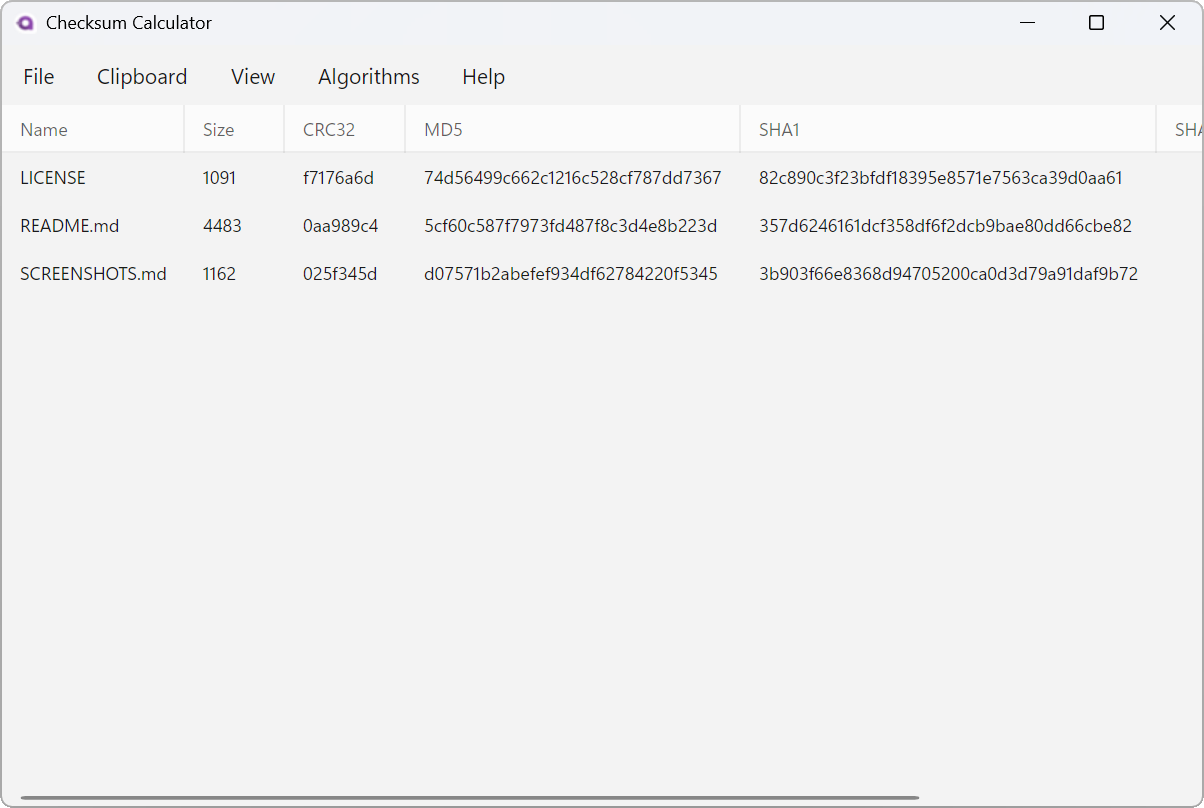 Checksum Calculator
File Clipboard View Algorithms Help
Name Size CRC32 MD5 SHA1 SHA
LICENSE 1091 f7176a6d 74d56499c662c1216c528cf787dd7367 82c890c3f23bfdf18395e8571e7563ca39d0aa61
README.md 4483 0aa989c4 5cf60c587f7973fd487f8c3d4e8b223d 357d6246161dcf358df6f2dcb9bae80dd66cbe82
SCREENSHOTS.md 1162 025f345d d07571b2abefef934df62784220f5345 3b903f66e8368d94705200ca0d3d79a91daf9b72